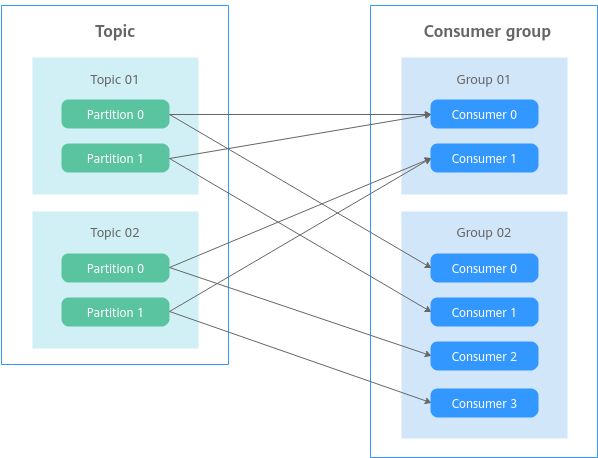 Topic
Topic 01
Partition 0
Partition 1
Topic 02
Partition 0
Partition 1
Consumer group
Group 01
Consumer 0
Consumer 1
Group 02
Consumer 0
Consumer 1
Consumer 2
Consumer 3